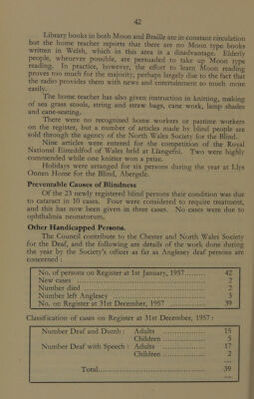 42
Library books in both Moon and Braille are in constant circulation
but the home teacher reports that there are no Moon type books
written in Welsh, which in this area is a disadvantage. Elderly
people, whenever possible, are persuaded to take up Moon type
reading. In practice, however, the effort to learn Moon reading
proves too much for the majority; perhaps largely due to the fact that
the radio provides them with news and entertainment so much more
easily.
The home teacher has also given instruction in knitting, making
of sea grass stools, string and straw bags, cane work, lamp shades
and cane-seating.
There were no recognised home workers or pastime workers
on the register, but a number of articles made by blind people are
sold through the agency of the North Wales Society for the Blind.
Nine articles were entered for the competition of the Royal
National Eisteddfod of Wales held at Llangefni. Two were highly
commended while one knitter won a prize.
Holidays were arranged for six persons during the year at Llys
Onnen Home for the Blind, Abergele.
Preventable Causes of Blindness
Of the 23 newly registered blind persons their condition was due
to cataract in 10 cases. Four were considered to require treatment,
and this has now been given in three cases. No cases were due to
ophthalmia neonatorum.
Other Handicapped Persons.
The Council contribute to the Chester and North Wales Society
for the Deaf, and the following are details of the work done during
the year by the Society's officer as far as Anglesey deaf persons are
concerned :
No. of persons on Register at 1st January, 1957 42
New cases 2
Number died 2
Number left Anglesey 3
No. on Register at 31st December, 1957 39
Classification of cases on Register at 31st December, 1957 :
Number Deaf and Dumb : Adults 15
Children 5
Number Deaf with Speech : Adults 17
Children 2
Total 39